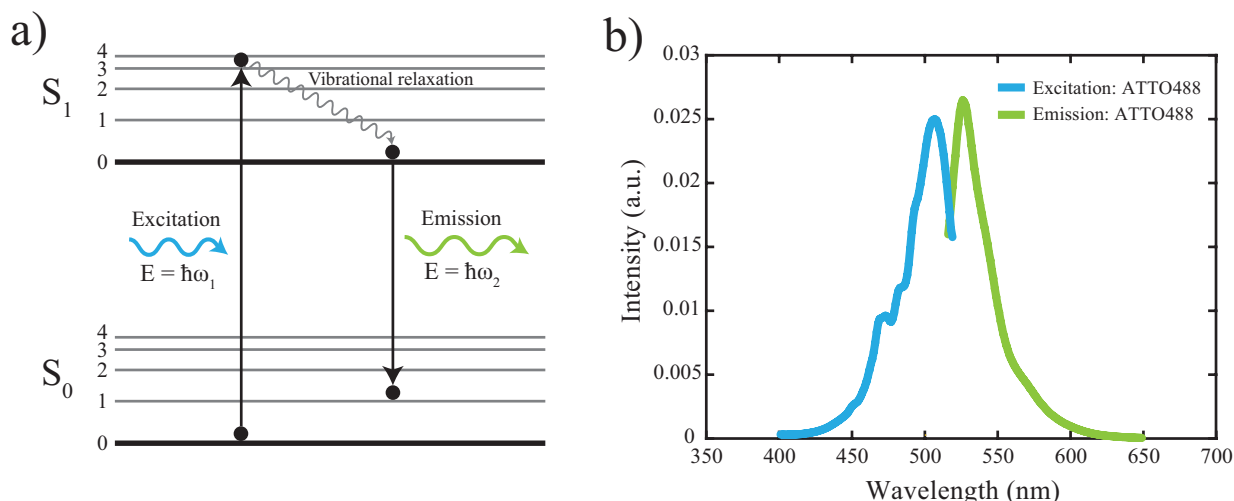 a)
S₁
4
3
2
1
0
Vibrational relaxation
Excitation
E = ħω₁
Emission
E = ħω₂
S₀
4
3
2
1
0
b)
Intensity (a.u.)
0.03
0.025
0.02
0.015
0.01
0.005
0
Excitation: ATTO488
Emission: ATTO488
350 400 450 500 550 600 650 700
Wavelength (nm)